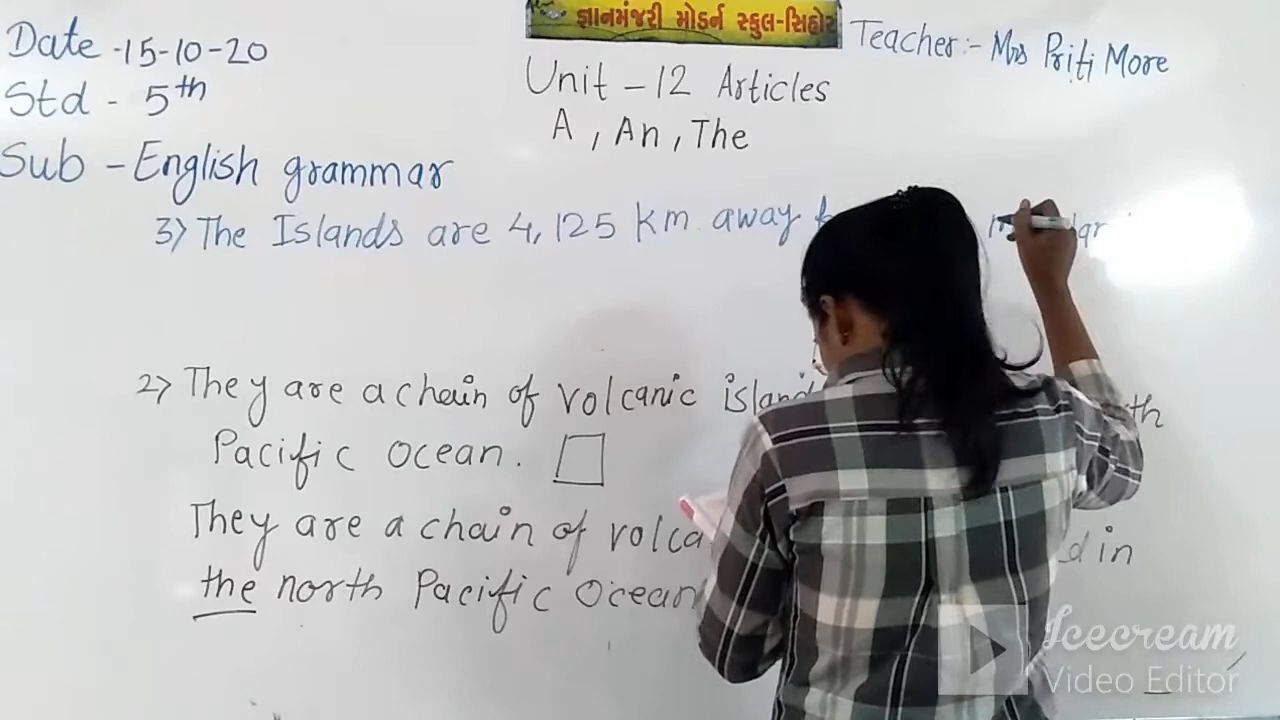 જ્ઞાનમંજરી મોડર્ન સ્કુલ-સિહોર
Date -15-10-20
Teacher:- Mrs Priti More
Std - 5th
Unit - 12 Articles
A , An , The
Sub - English grammar
3) The Islands are 4,125 km away
2) They are a chain of volcanic
Pacific Ocean.
They are a chain of
in
the north Pacific Ocean
Icecream
Video Editor